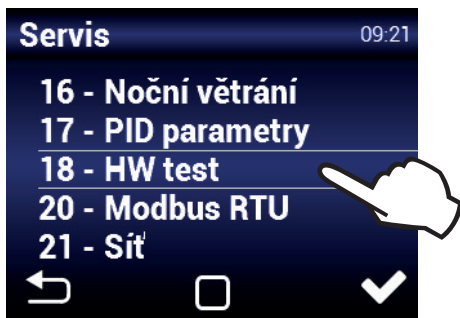 Servis 09:21
16 - Noční větrání
17 - PID parametry
18 - HW test
20 - Modbus RTU
21 - Síť